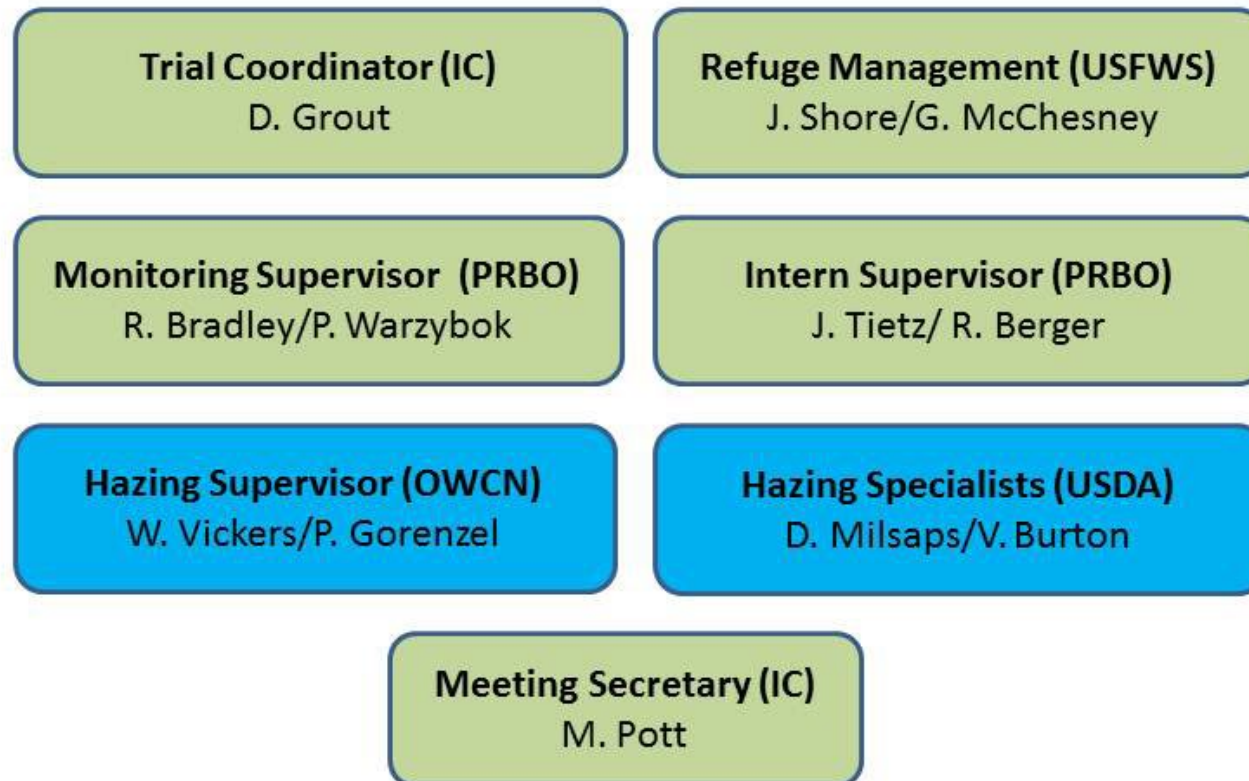 Trial Coordinator (IC)
D. Grout
Refuge Management (USFWS)
J. Shore/G. McChesney
Monitoring Supervisor (PRBO)
R. Bradley/P. Warzybok
Intern Supervisor (PRBO)
J. Tietz/ R. Berger
Hazing Supervisor (OWCN)
W. Vickers/P. Gorenzel
Hazing Specialists (USDA)
D. Milsaps/V. Burton
Meeting Secretary (IC)
M. Pott